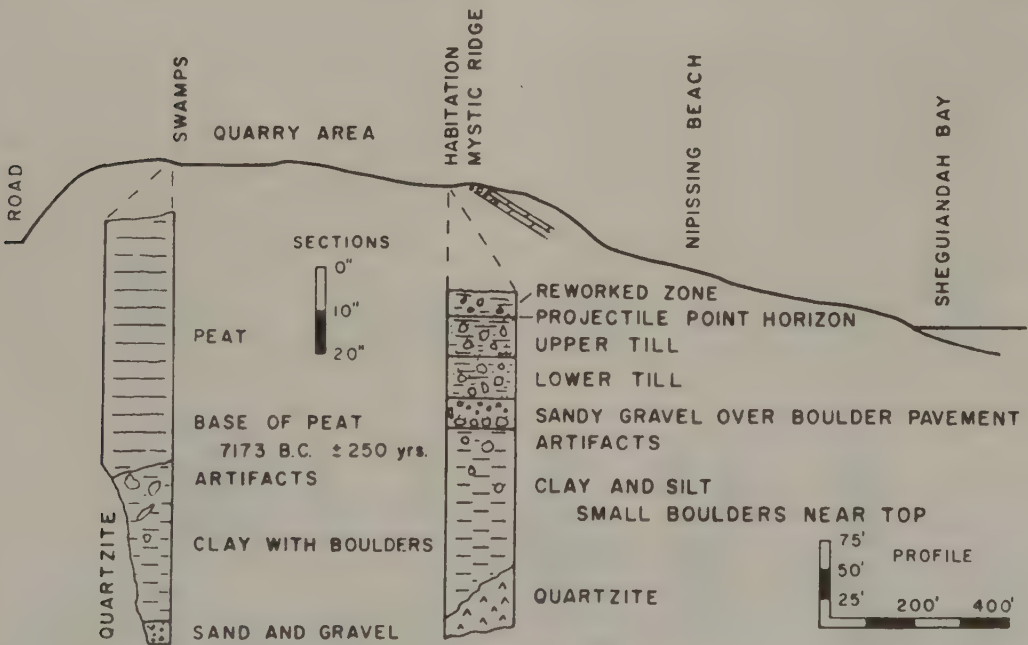 ROAD
SWAMPS
QUARRY AREA
HABITATION
MYSTIC RIDGE
NIPISSING BEACH
SHEGUIANDAH BAY
SECTIONS
0"
10"
20"
PEAT
BASE OF PEAT
7173 B.C. ± 250 yrs.
ARTIFACTS
CLAY WITH BOULDERS
SAND AND GRAVEL
QUARTZITE
REWORKED ZONE
PROJECTILE POINT HORIZON
UPPER TILL
LOWER TILL
SANDY GRAVEL OVER BOULDER PAVEMENT
ARTIFACTS
CLAY AND SILT
SMALL BOULDERS NEAR TOP
QUARTZITE
75'
50'
25'
PROFILE
200' 400'